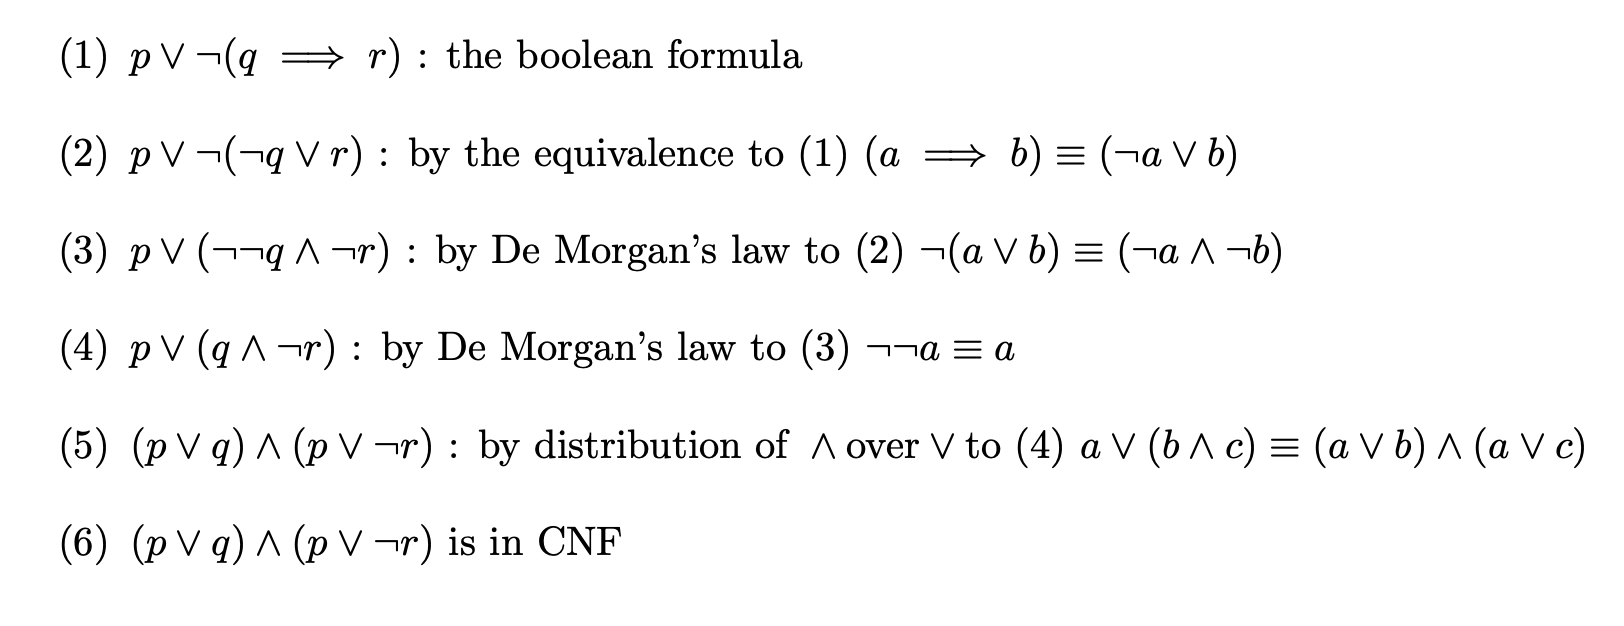 (1) p ∨ ¬(q ⟹ r) : the boolean formula
(2) p ∨ ¬(¬q ∨ r) : by the equivalence to (1) (a ⟹ b) ≡ (¬a ∨ b)
(3) p ∨ (¬¬q ∧ ¬r) : by De Morgan’s law to (2) ¬(a ∨ b) ≡ (¬a ∧ ¬b)
(4) p ∨ (q ∧ ¬r) : by De Morgan’s law to (3) ¬¬a ≡ a
(5) (p ∨ q) ∧ (p ∨ ¬r) : by distribution of ∧ over ∨ to (4) a ∨ (b ∧ c) ≡ (a ∨ b) ∧ (a ∨ c)
(6) (p ∨ q) ∧ (p ∨ ¬r) is in CNF